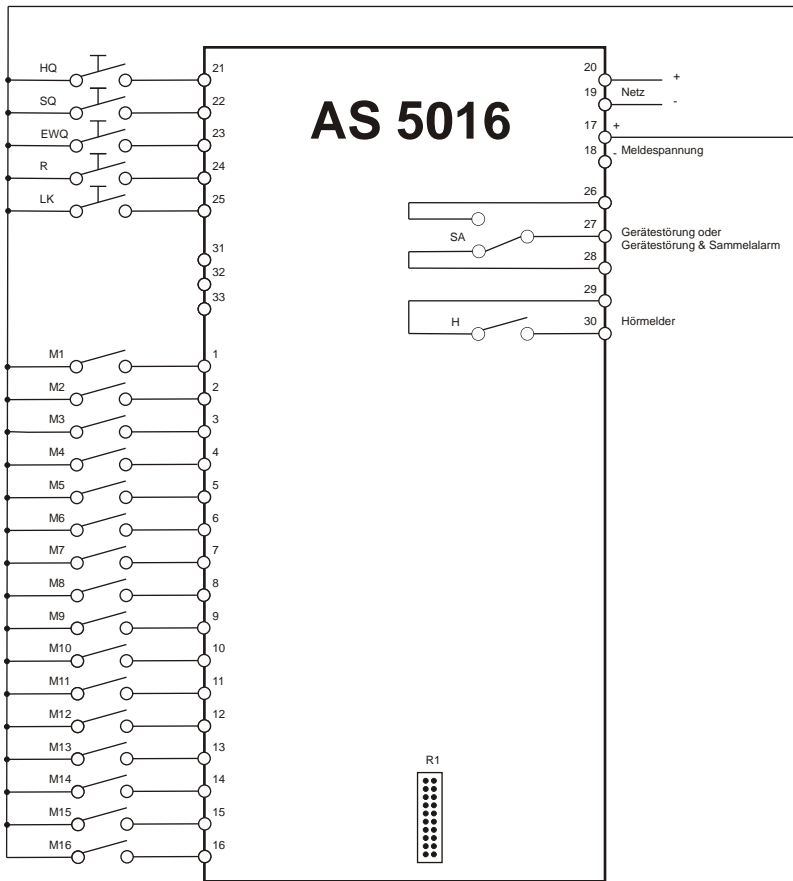 AS 5016
HQ 21
SQ 22
EWQ 23
R 24
LK 25
31
32
33
M1 1
M2 2
M3 3
M4 4
M5 5
M6 6
M7 7
M8 8
M9 9
M10 10
M11 11
M12 12
M13 13
M14 14
M15 15
M16 16
20 +
Netz
19 -
17 +
18 - Meldespannung
26
SA
27 Gerätestörung oder
Gerätestörung & Sammelalarm
28
29
H 30 Hörmelder
R1